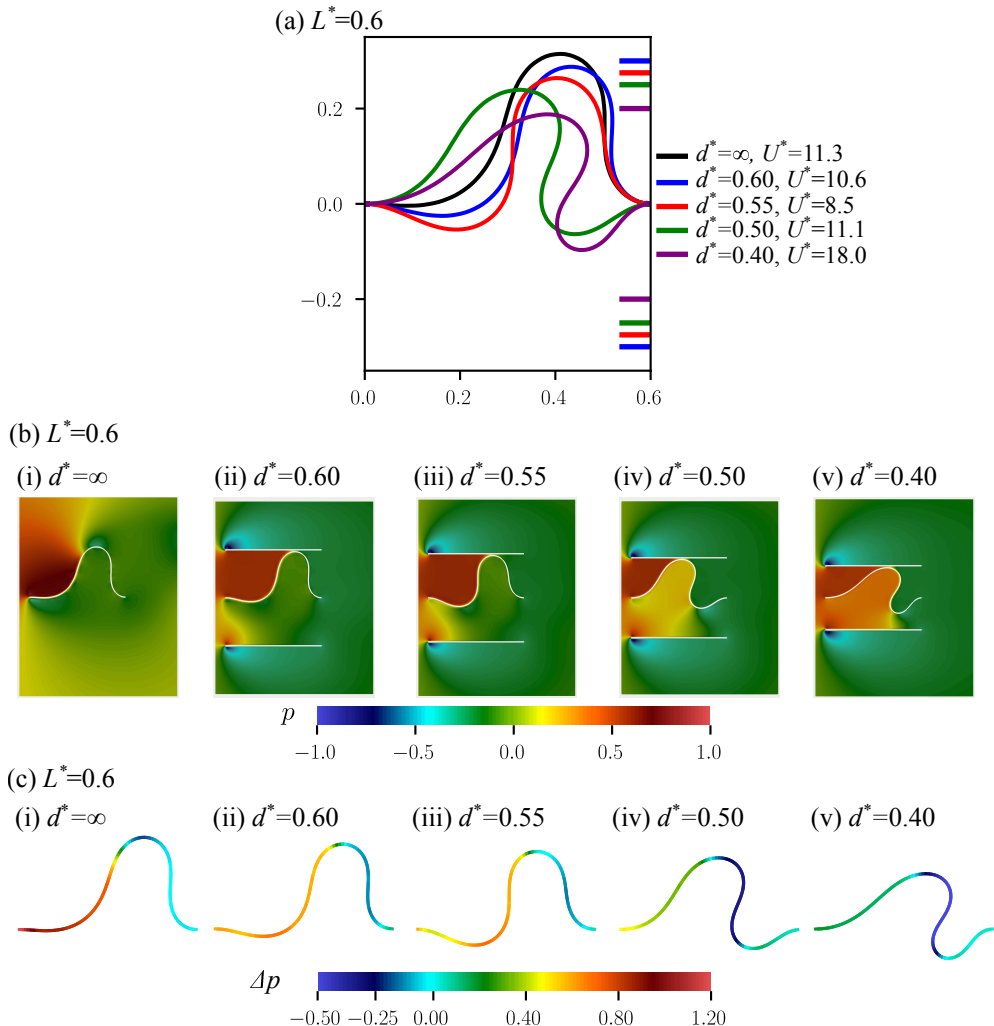 (a) L*=0.6
0.2
0.0
−0.2
0.0 0.2 0.4 0.6
d*=∞, U*=11.3
d*=0.60, U*=10.6
d*=0.55, U*=8.5
d*=0.50, U*=11.1
d*=0.40, U*=18.0
(b) L*=0.6
(i) d*=∞ (ii) d*=0.60 (iii) d*=0.55 (iv) d*=0.50 (v) d*=0.40
p
−1.0 −0.5 0.0 0.5 1.0
(c) L*=0.6
(i) d*=∞ (ii) d*=0.60 (iii) d*=0.55 (iv) d*=0.50 (v) d*=0.40
Δp
−0.50 −0.25 0.00 0.40 0.80 1.20